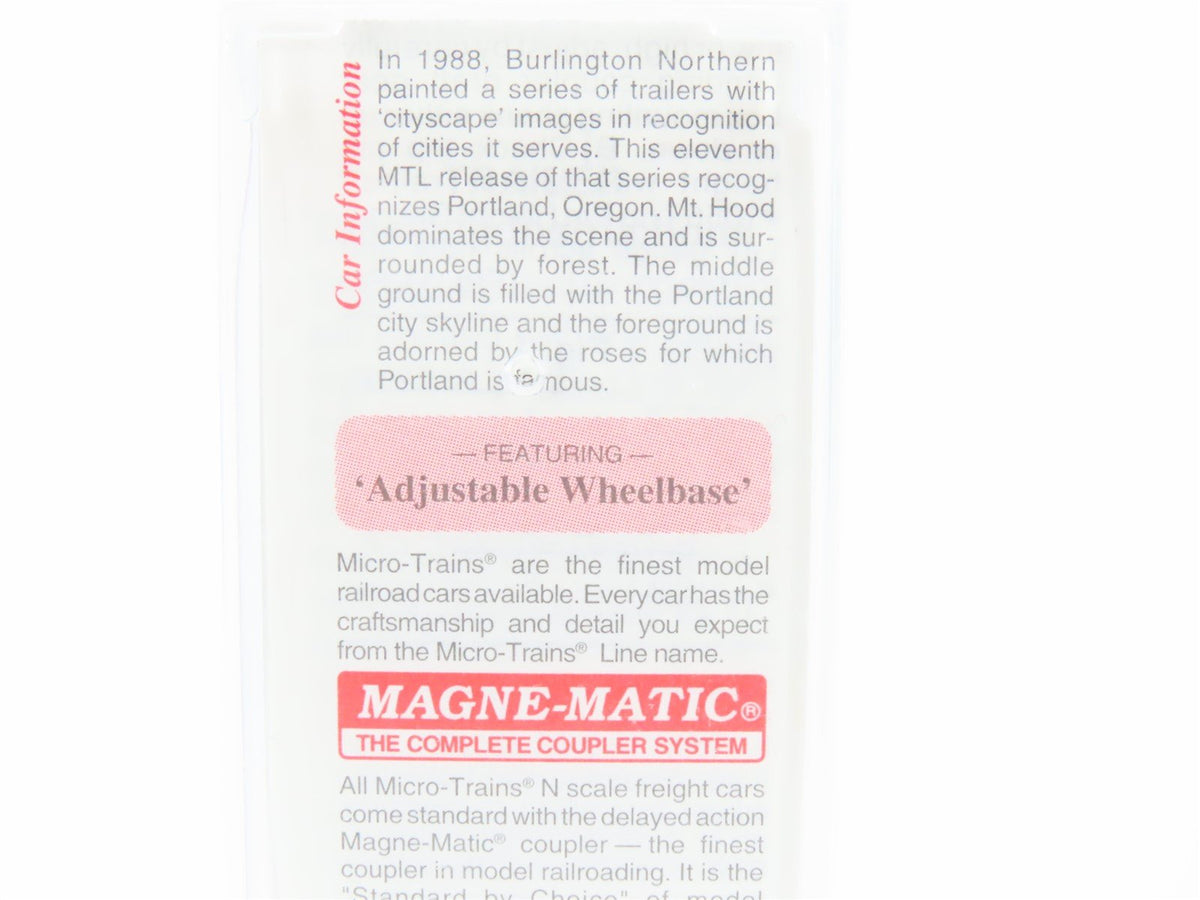 Car Information
In 1988, Burlington Northern
painted a series of trailers with
‘cityscape’ images in recognition
of cities it serves. This eleventh
MTL release of that series recog-
nizes Portland, Oregon. Mt. Hood
dominates the scene and is sur-
rounded by forest. The middle
ground is filled with the Portland
city skyline and the foreground is
adorned by the roses for which
Portland is famous.
— FEATURING —
‘Adjustable Wheelbase’
Micro-Trains® are the finest model
railroad cars available. Every car has the
craftsmanship and detail you expect
from the Micro-Trains® Line name.
MAGNE-MATIC®
THE COMPLETE COUPLER SYSTEM
All Micro-Trains® N scale freight cars
come standard with the delayed action
Magne-Matic® coupler — the finest
coupler in model railroading. It is the
"Standard by Choice" of model